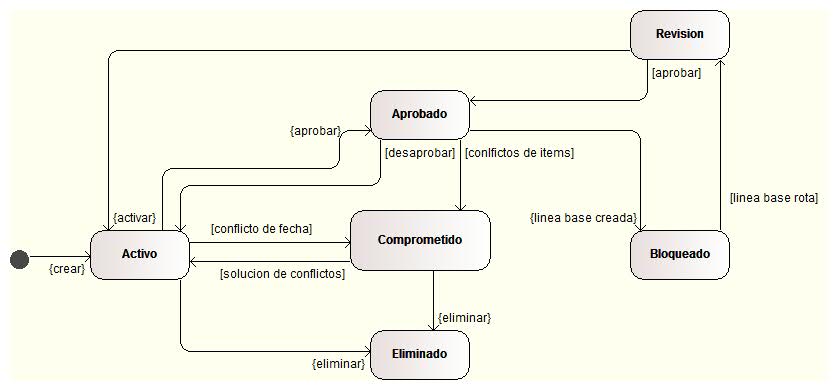 Revision
[aprobar]
Aprobado
{aprobar}
[desaprobar]
[conlfictos de items]
[linea base rota]
{activar}
[conflicto de fecha]
{linea base creada}
Comprometido
Activo
Bloqueado
{crear}
[solucion de conflictos]
{eliminar}
Eliminado
{eliminar}